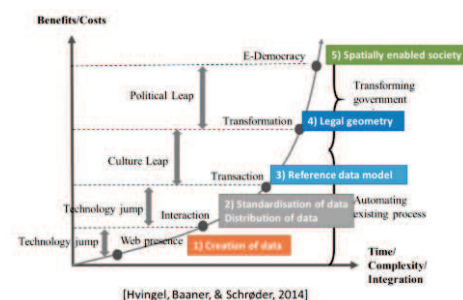 Benefits/Costs
E-Democracy
5) Spatially enabled society
Political Leap
Transforming
government
Transformation
4) Legal geometry
Culture Leap
Transaction
3) Reference data model
Technology jump
2) Standardisation of data
Distribution of data
Automating
existing process
Interaction
Technology jump
Web presence
1) Creation of data
Time/
Complexity/
Integration
[Hvingel, Baaner, & Schrøder, 2014]